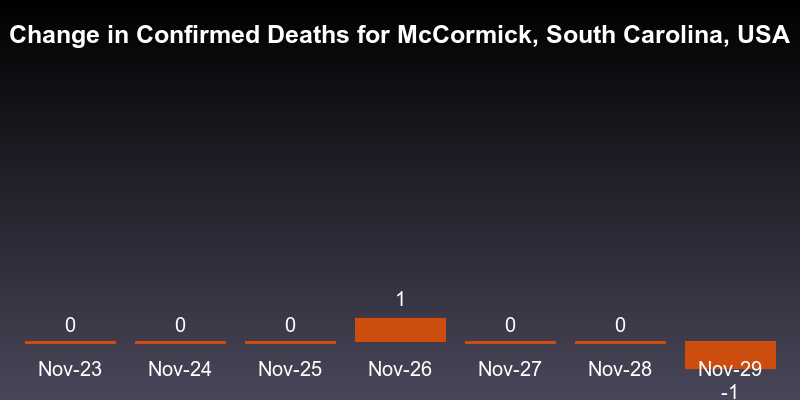 Change in Confirmed Deaths for McCormick, South Carolina, USA
1
0 0 0 0 0
Nov-23 Nov-24 Nov-25 Nov-26 Nov-27 Nov-28 Nov-29
-1